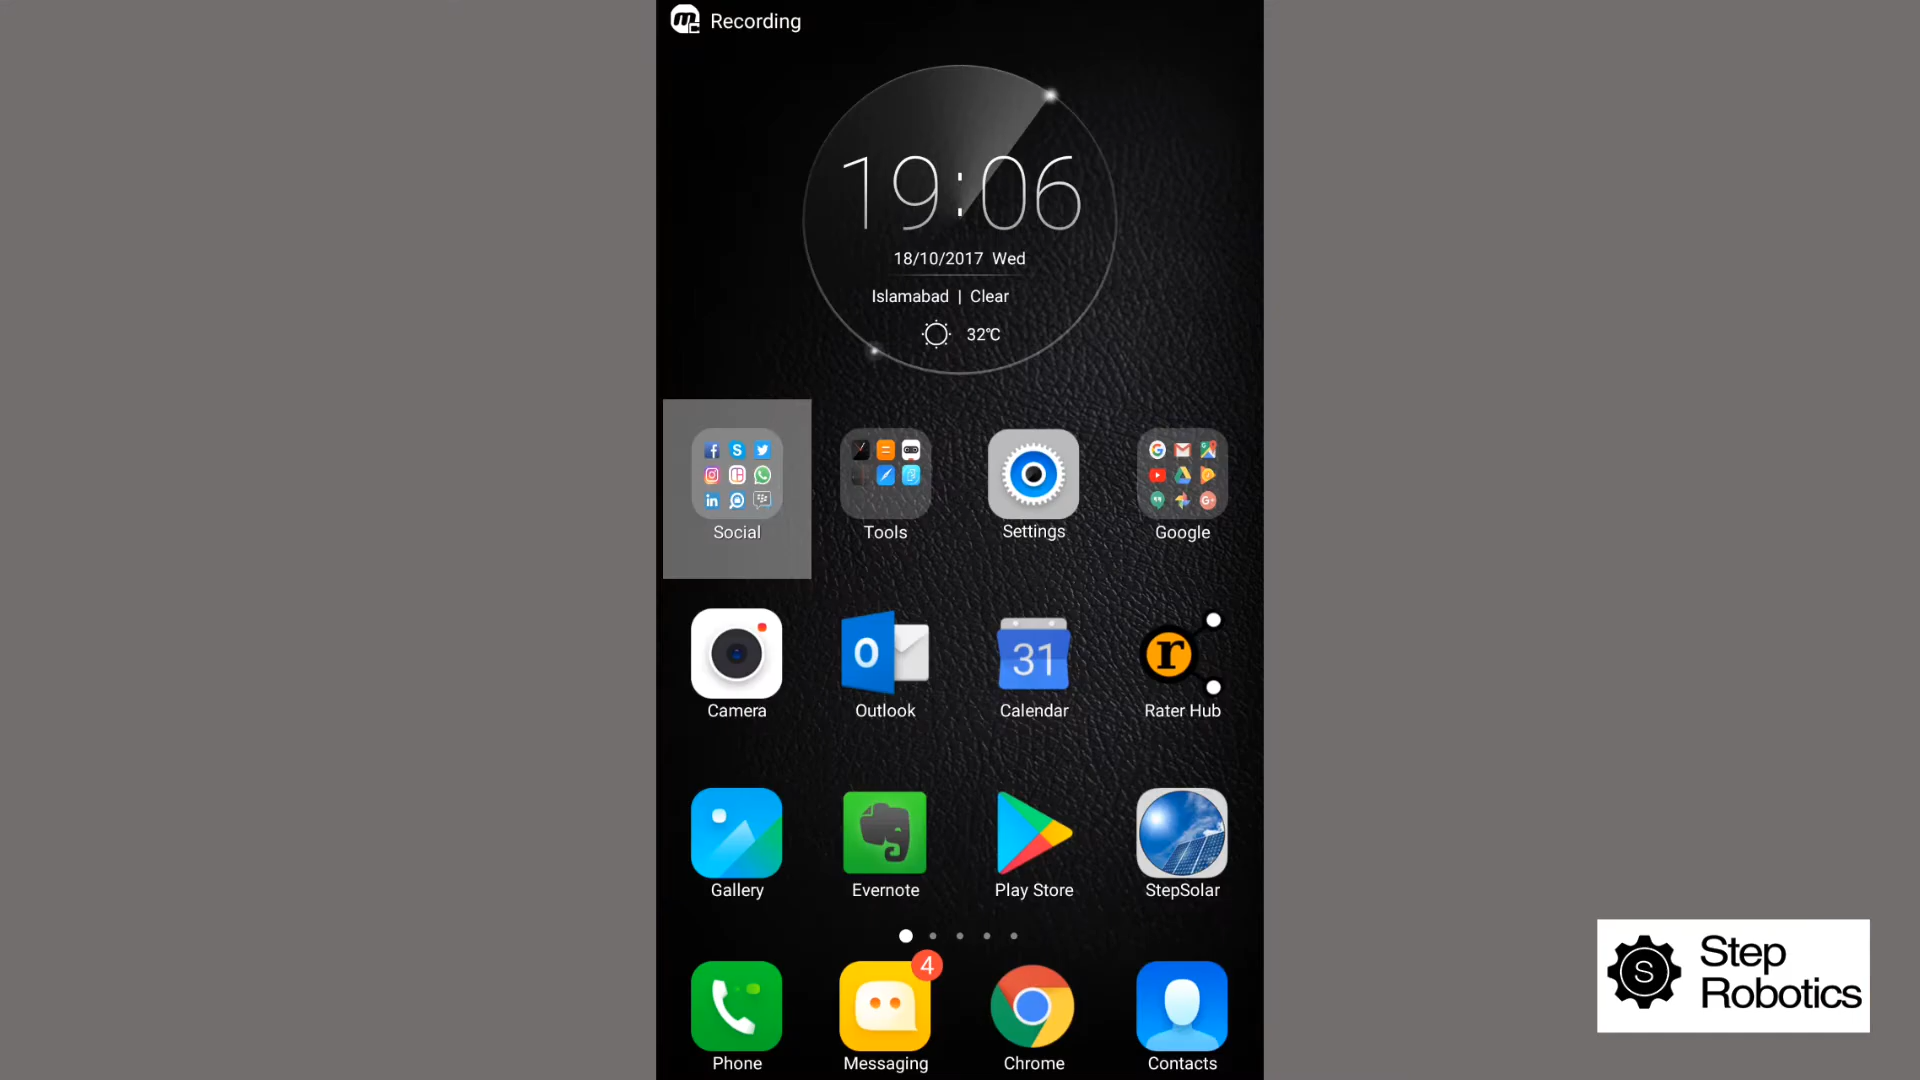 Recording
19:06
18/10/2017 Wed
Islamabad | Clear
32℃
Social
Tools
Settings
Google
Camera
Outlook
Calendar
Rater Hub
31
Gallery
Evernote
Play Store
StepSolar
4
Phone
Messaging
Chrome
Contacts
S
Step
Robotics